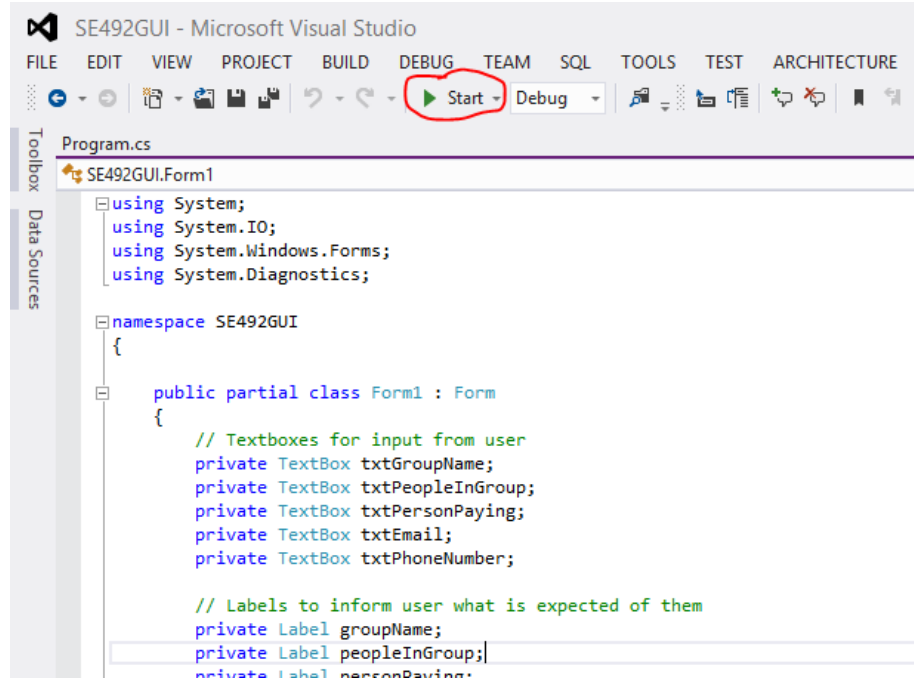 SE492GUI - Microsoft Visual Studio
FILE EDIT VIEW PROJECT BUILD DEBUG TEAM SQL TOOLS TEST ARCHITECTURE
Start Debug
Toolbox
Data Sources
Program.cs
SE492GUI.Form1
using System;
using System.IO;
using System.Windows.Forms;
using System.Diagnostics;
namespace SE492GUI
{
public partial class Form1 : Form
{
// Textboxes for input from user
private TextBox txtGroupName;
private TextBox txtPeopleInGroup;
private TextBox txtPersonPaying;
private TextBox txtEmail;
private TextBox txtPhoneNumber;
// Labels to inform user what is expected of them
private Label groupName;
private Label peopleInGroup;
private Label personPaying;